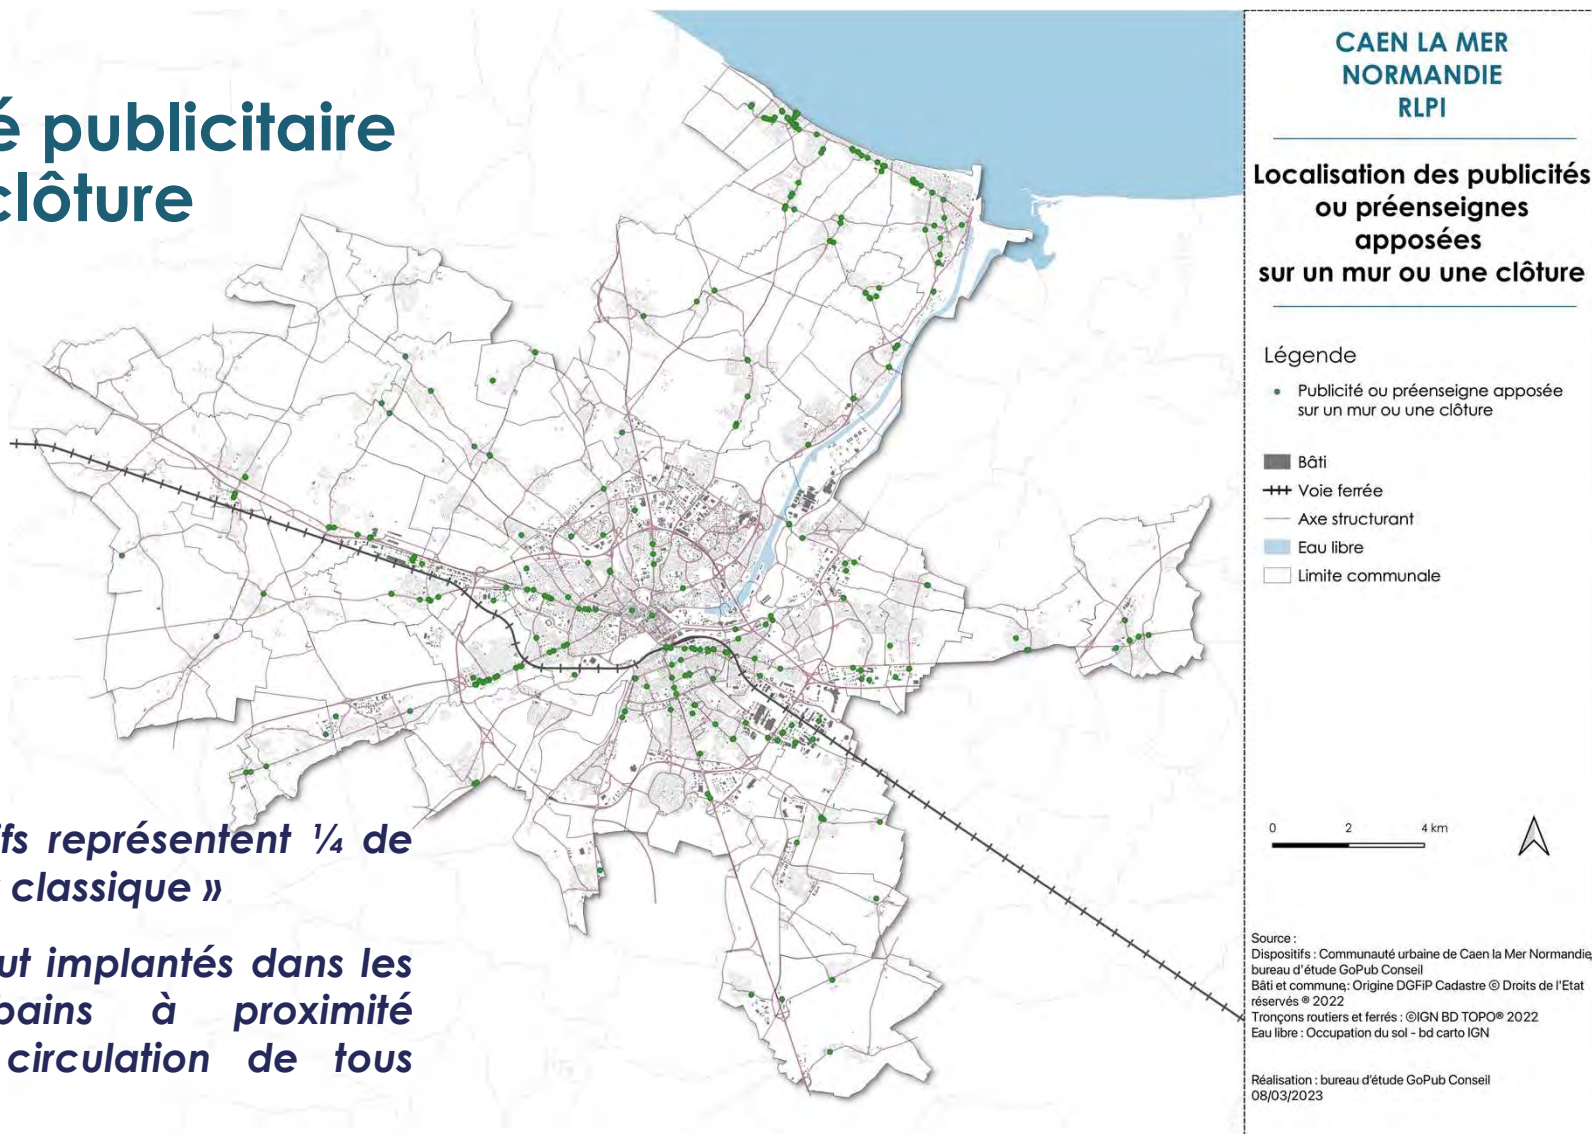 é publicitaire
clôture
ifs représentent ¼ de
classique »
ut implantés dans les
bains à proximité
circulation de tous
CAEN LA MER
NORMANDIE
RLPI
Localisation des publicités
ou préenseignes
apposées
sur un mur ou une clôture
Légende
Publicité ou préenseigne apposée
sur un mur ou une clôture
Bâti
Voie ferrée
Axe structurant
Eau libre
Limite communale
0 2 4 km
Source :
Dispositifs : Communauté urbaine de Caen la Mer Normandie,
bureau d'étude GoPub Conseil
Bâti et commune: Origine DGFiP Cadastre © Droits de l'Etat
réservés ® 2022
Tronçons routiers et ferrés : ©IGN BD TOPO® 2022
Eau libre : Occupation du sol - bd carto IGN
Réalisation : bureau d'étude GoPub Conseil
08/03/2023